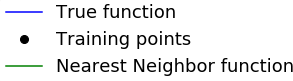 True function
Training points
Nearest Neighbor function